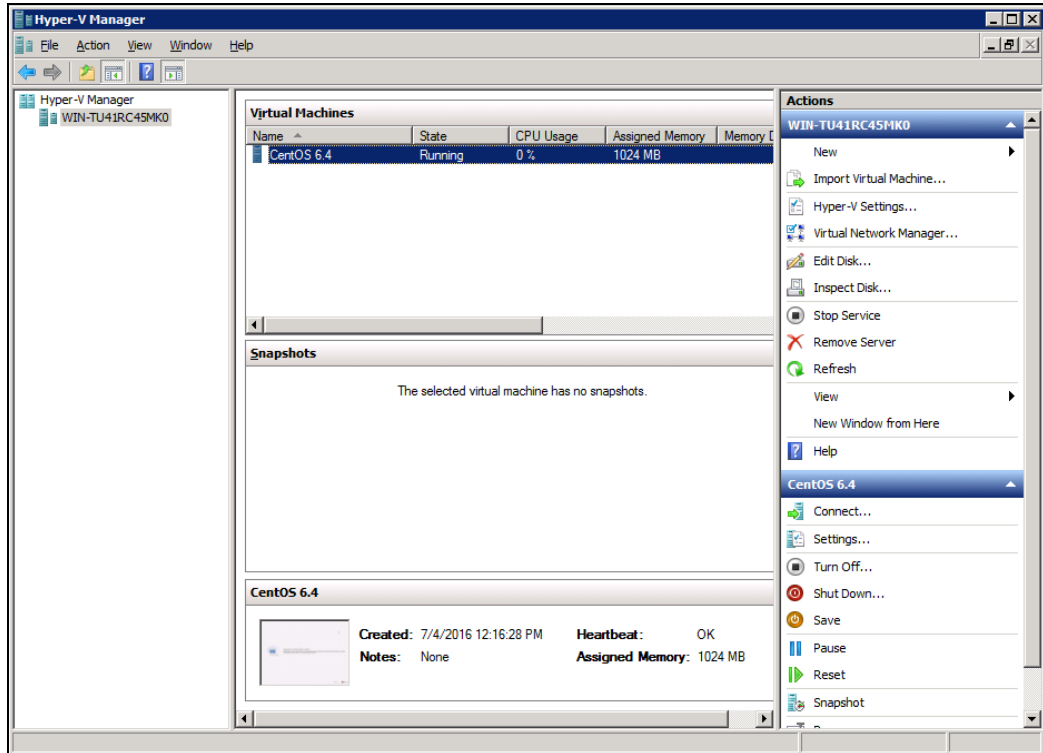 Hyper-V Manager
File Action View Window Help
Hyper-V Manager
WIN-TU41RC45MK0
Virtual Machines
Name State CPU Usage Assigned Memory Memory D
CentOS 6.4 Running 0 % 1024 MB
Snapshots
The selected virtual machine has no snapshots.
CentOS 6.4
Created: 7/4/2016 12:16:28 PM Heartbeat: OK
Notes: None Assigned Memory: 1024 MB
Actions
WIN-TU41RC45MK0
New
Import Virtual Machine...
Hyper-V Settings...
Virtual Network Manager...
Edit Disk...
Inspect Disk...
Stop Service
Remove Server
Refresh
View
New Window from Here
Help
CentOS 6.4
Connect...
Settings...
Turn Off...
Shut Down...
Save
Pause
Reset
Snapshot